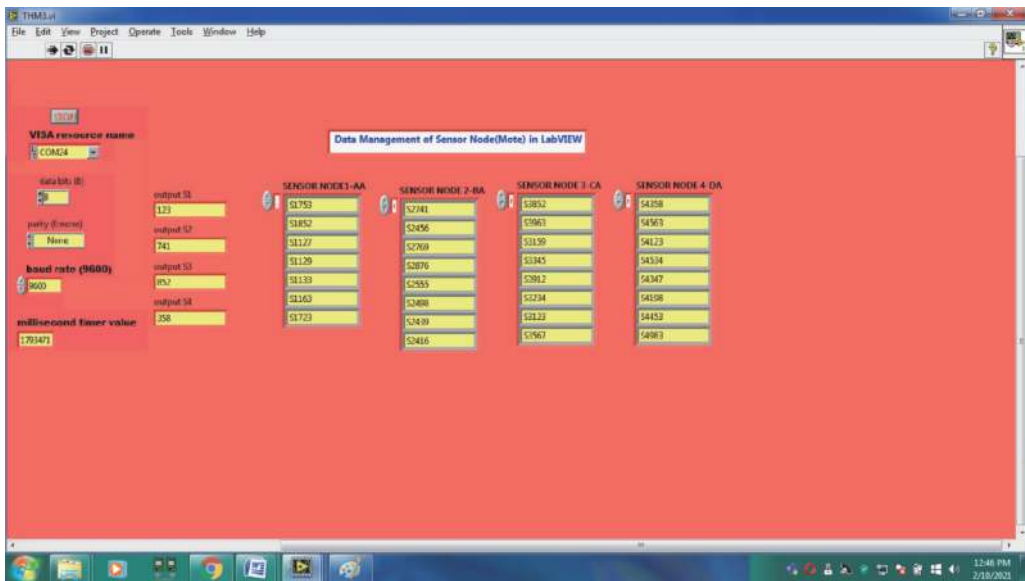 THM3.vi
File Edit View Project Operate Tools Window Help
STOP
VISA resource name
COM24
Data Management of Sensor Node(Mote) in LabVIEW
data bits (8)
8
parity (0:none)
None
baud rate (9600)
9600
millisecond timer value
1793471
output S1
123
output S2
741
output S3
852
output S4
358
SENSOR NODE1-AA
S1753
S1852
S1127
S1129
S1133
S1163
S1723
SENSOR NODE 2-BA
S2741
S2456
S2769
S2876
S2555
S2498
S2439
S2416
SENSOR NODE 3-CA
S3852
S3963
S3159
S3345
S3912
S3234
S3123
S3567
SENSOR NODE 4-DA
S4358
S4563
S4123
S4534
S4347
S4198
S4453
S4983
12:46 PM
2/10/2021